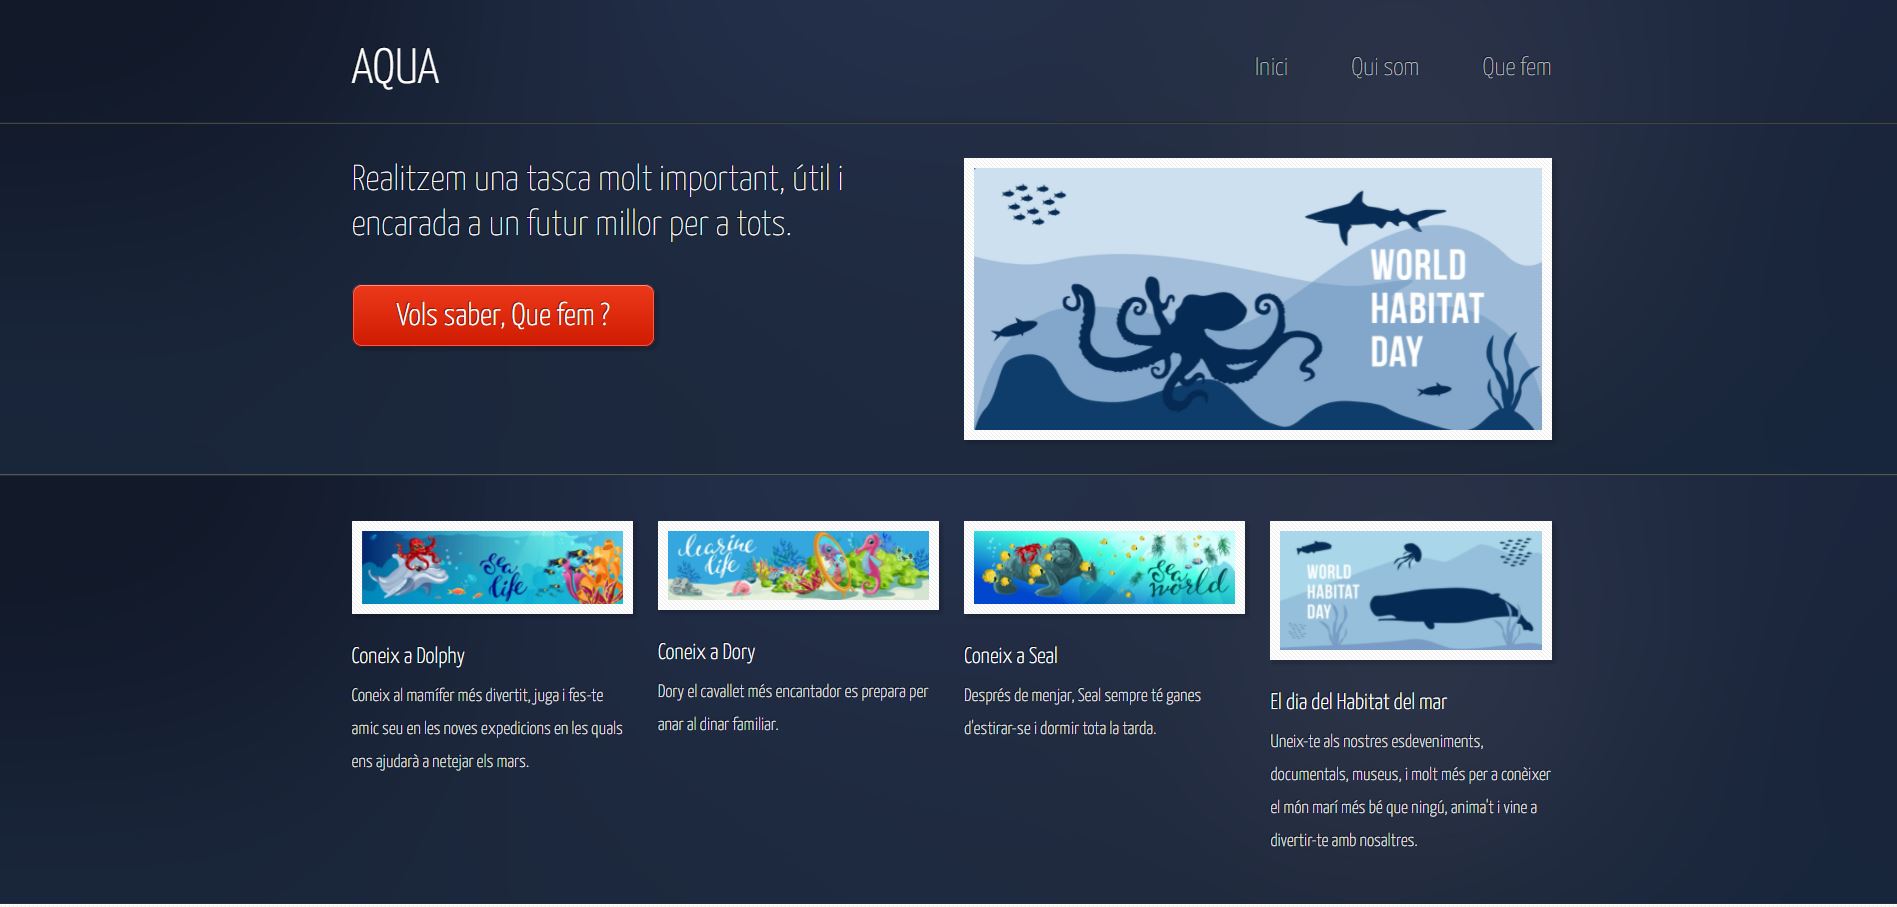 AQUA
Inici
Qui som
Que fem
Realitzem una tasca molt important, útil i
encarada a un futur millor per a tots.
Vols saber, Que fem ?
WORLD
HABITAT
DAY
Sea
life
Marine
life
Sea
world
WORLD
HABITAT
DAY
Coneix a Dolphy
Coneix al mamífer més divertit, juga i fes-te
amic seu en les noves expedicions en les quals
ens ajudarà a netejar els mars.
Coneix a Dory
Dory el cavallet més encantador es prepara per
anar al dinar familiar.
Coneix a Seal
Després de menjar, Seal sempre té ganes
d'estirar-se i dormir tota la tarda.
El dia del Habitat del mar
Uneix-te als nostres esdeveniments,
documentals, museus, i molt més per a conèixer
el món marí més bé que ningú, anima't i vine a
divertir-te amb nosaltres.